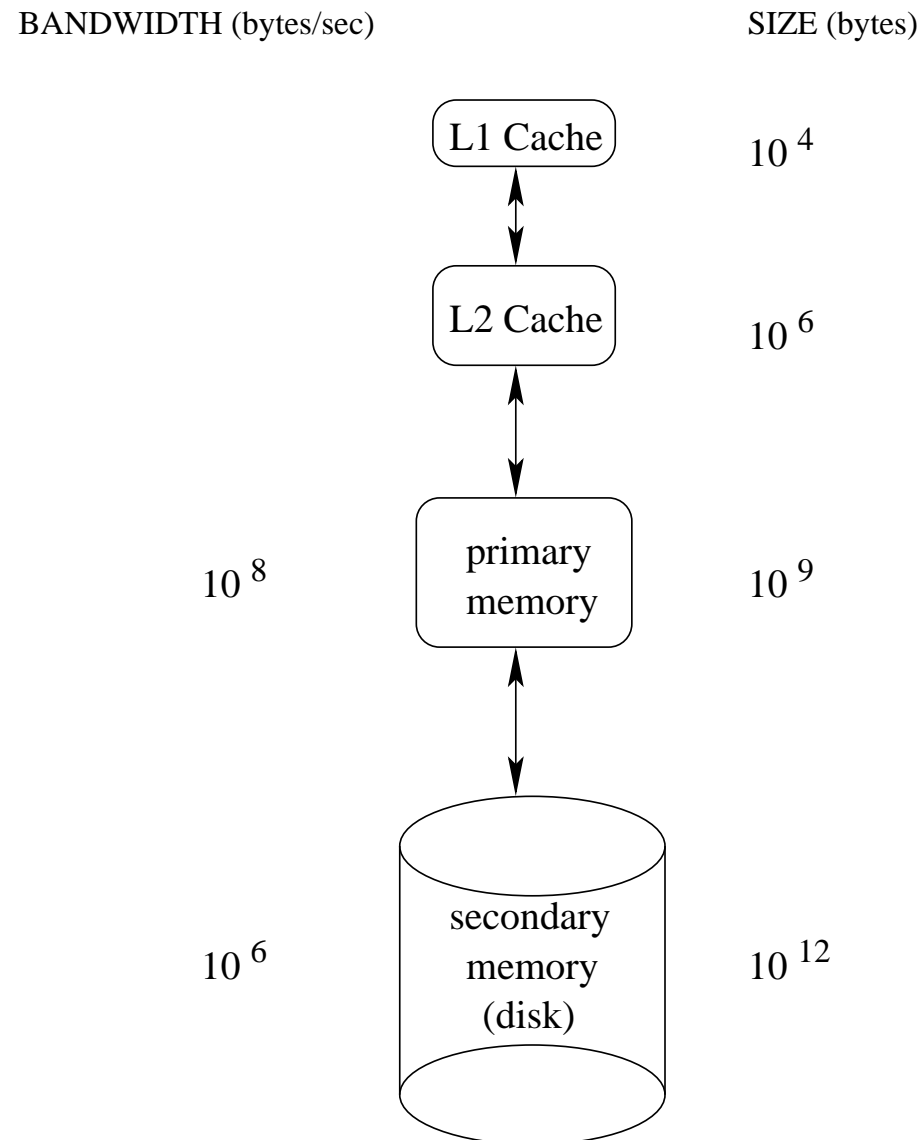 BANDWIDTH (bytes/sec) SIZE (bytes)
L1 Cache 10 4
L2 Cache 10 6
10 8 primary memory 10 9
10 6 secondary memory (disk) 10 12